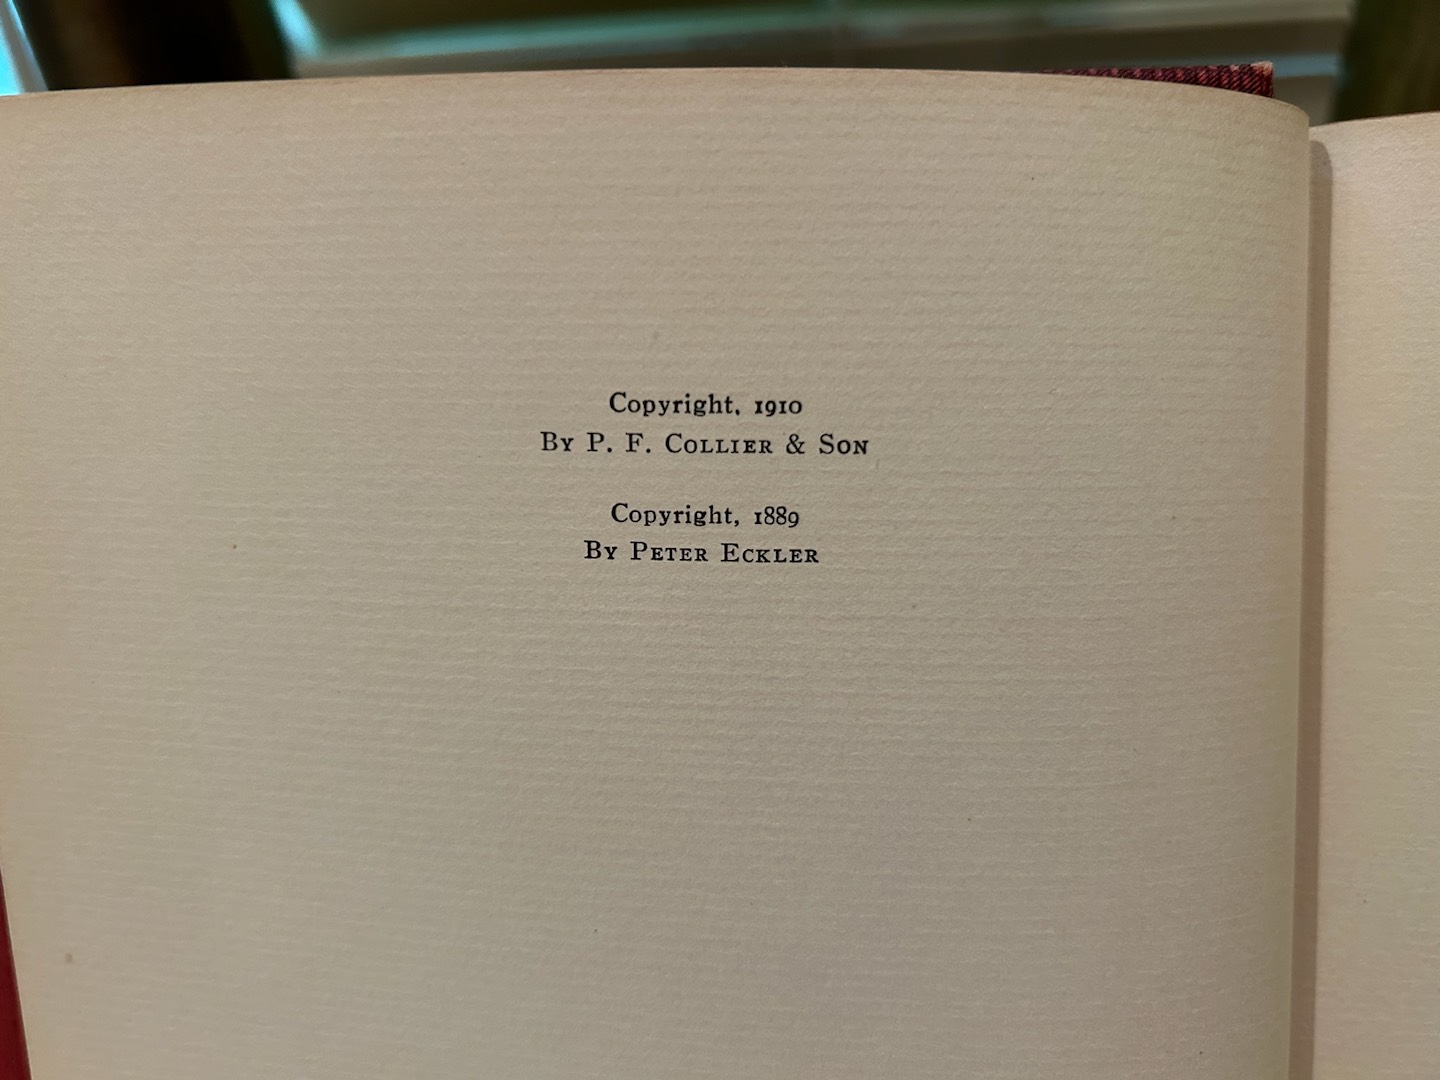 Copyright, 1910
By P. F. Collier & Son
Copyright, 1889
By Peter Eckler